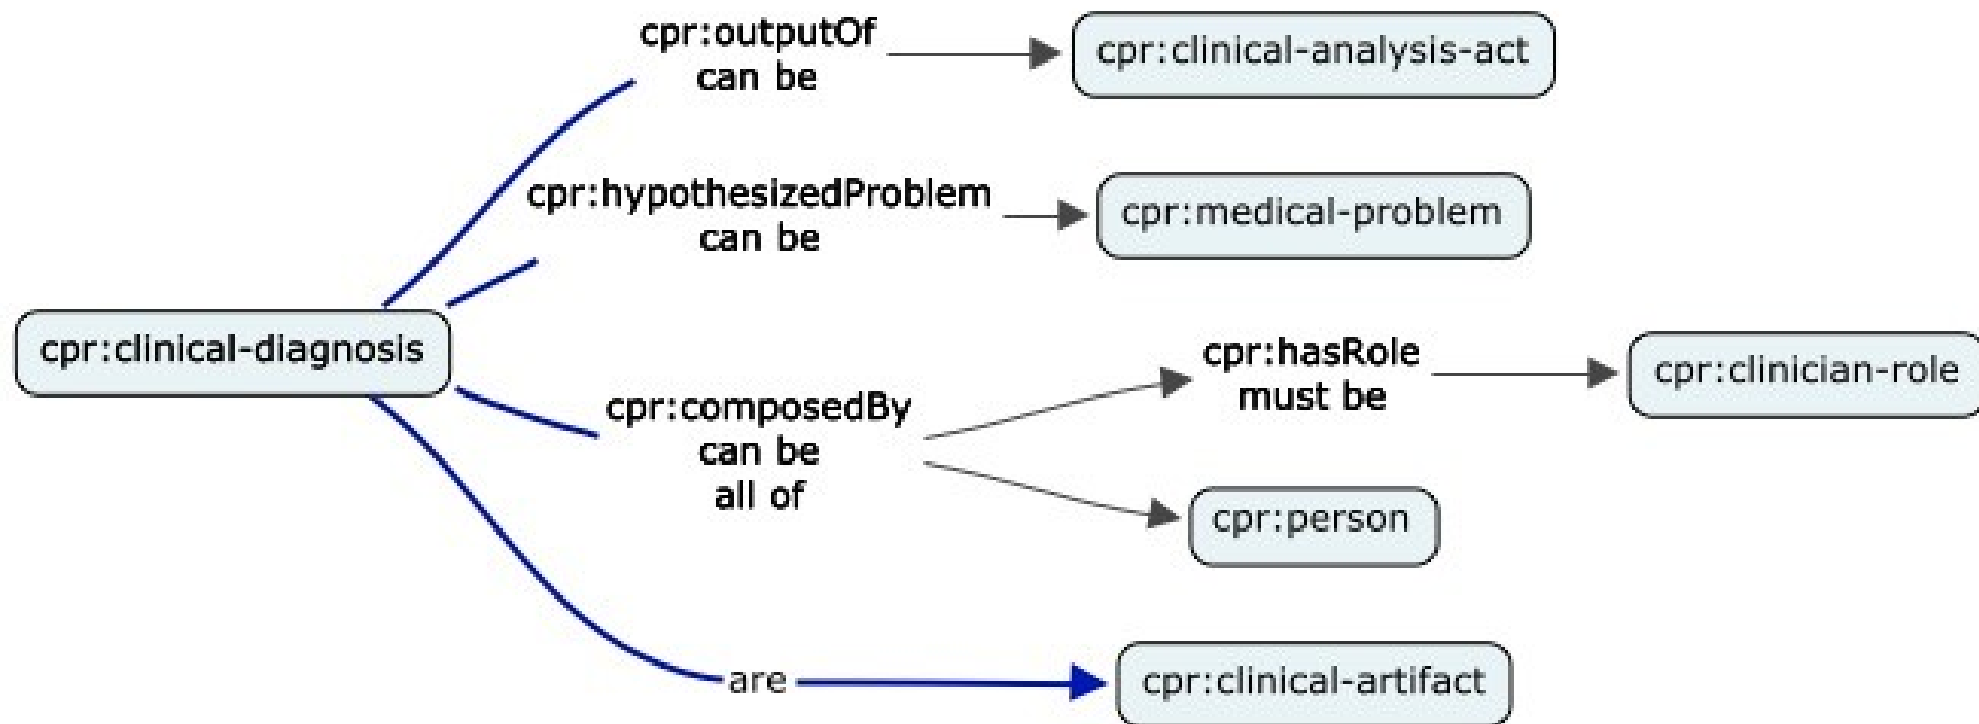 cpr:outputOf
can be
cpr:clinical-analysis-act
cpr:hypothesizedProblem
can be
cpr:medical-problem
cpr:clinical-diagnosis
cpr:composedBy
can be
all of
cpr:hasRole
must be
cpr:clinician-role
cpr:person
are
cpr:clinical-artifact